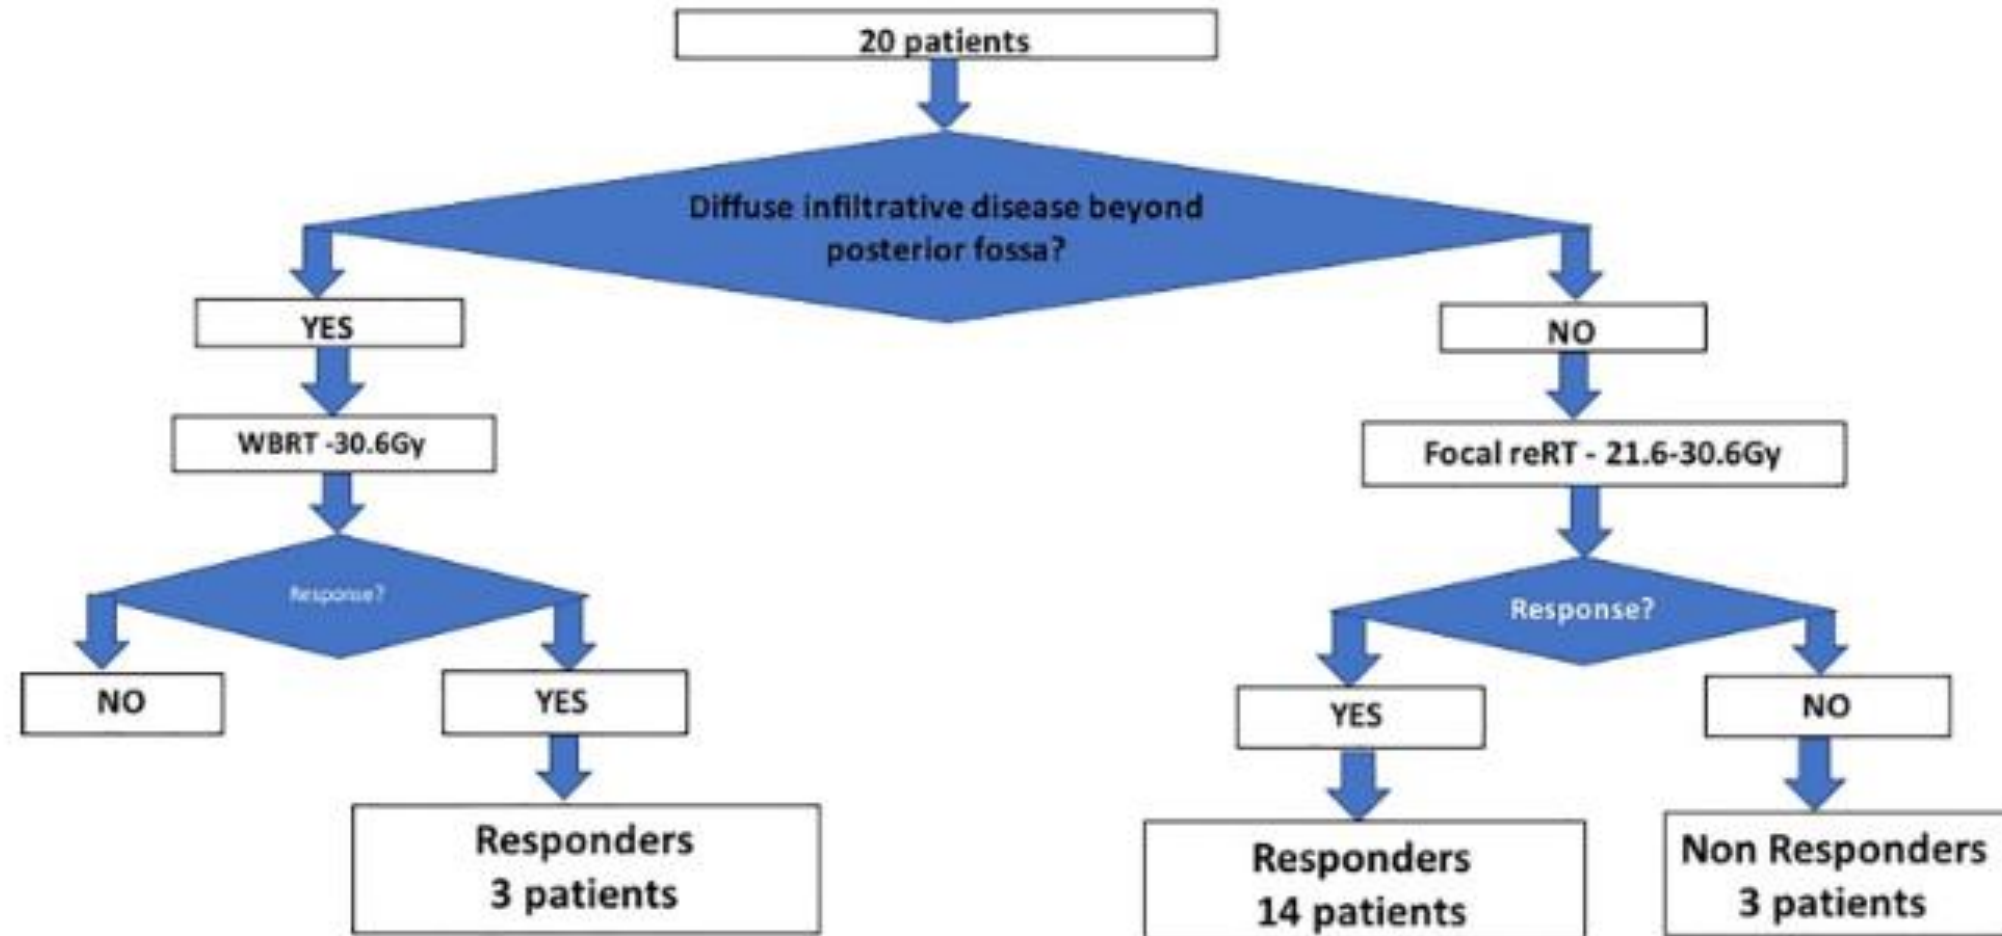 20 patients
Diffuse infiltrative disease beyond
posterior fossa?
YES
NO
WBRT -30.6Gy
Focal reRT - 21.6-30.6Gy
Response?
Response?
NO
YES
YES
NO
Responders
3 patients
Responders
14 patients
Non Responders
3 patients